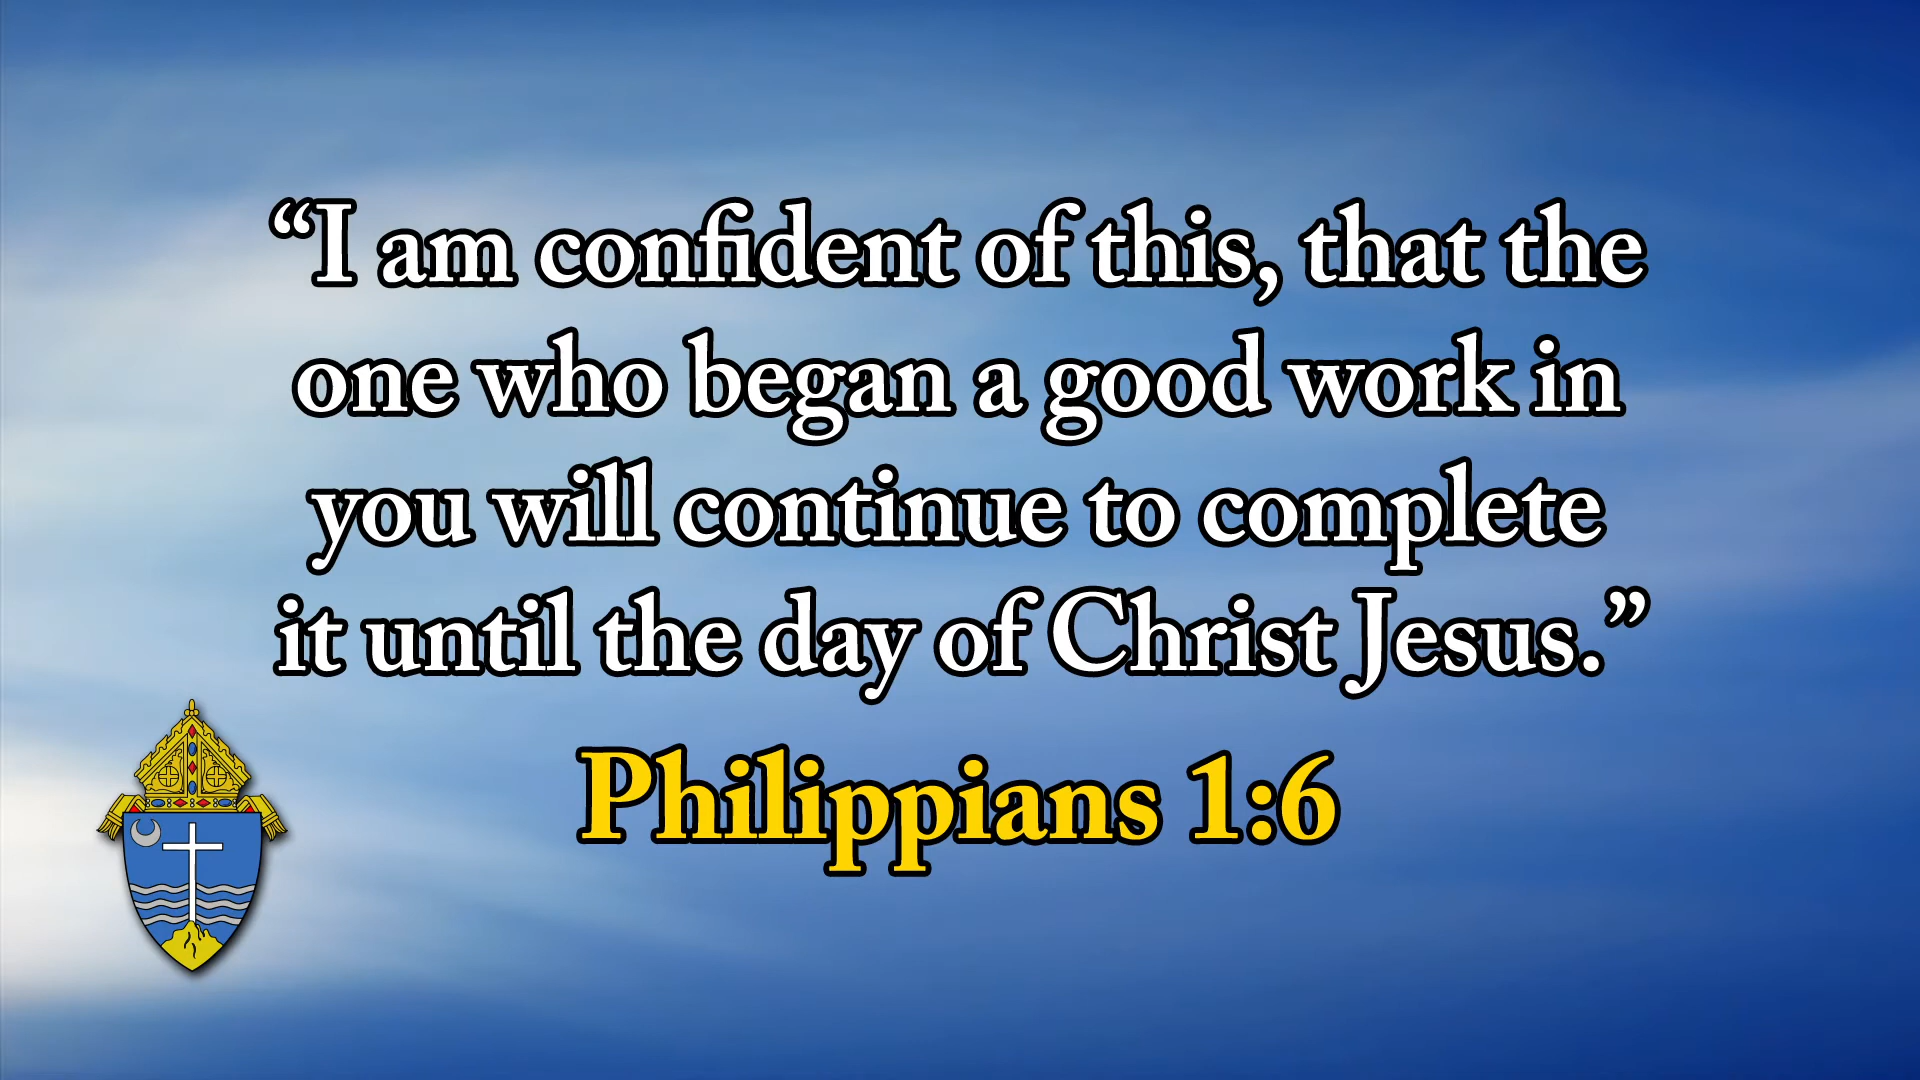 “I am confident of this, that the
one who began a good work in
you will continue to complete
it until the day of Christ Jesus.”
Philippians 1:6